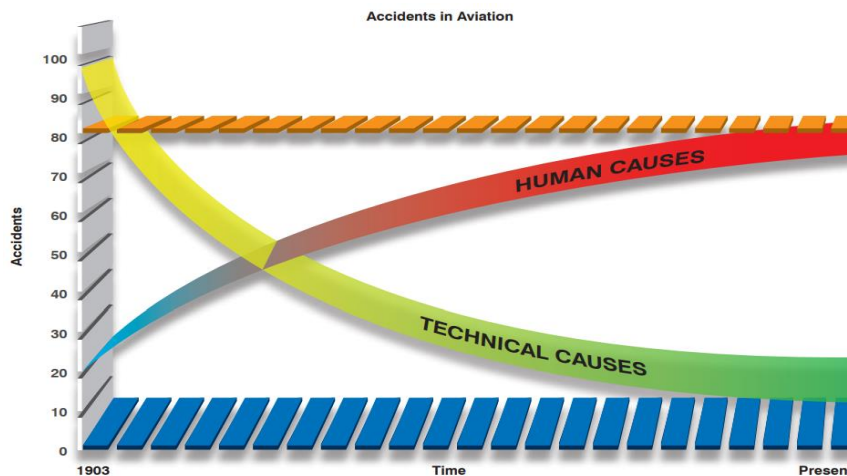 Accidents in Aviation
100
90
80
70
60
50
40
30
20
10
0
Accidents
HUMAN CAUSES
TECHNICAL CAUSES
1903
Time
Presen